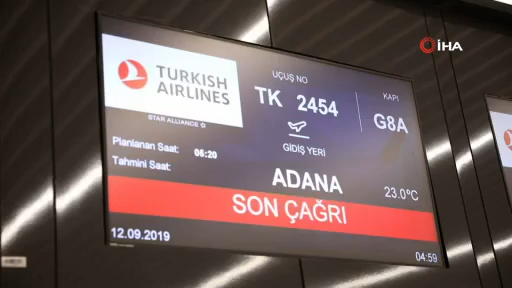 İHA
TURKISH
AIRLINES
STAR ALLIANCE
UÇUŞ NO
TK 2454
KAPI
G8A
GİDİŞ YERİ
Planlanan Saat: 05:20
Tahmini Saat:
ADANA
23.0°C
SON ÇAĞRI
12.09.2019
04:59